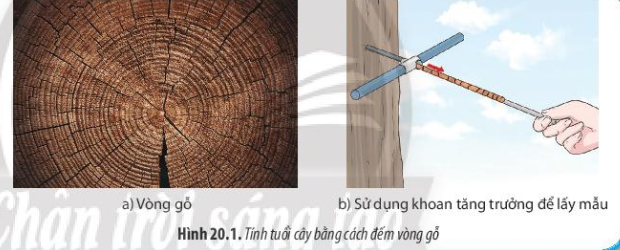 a) Vòng gỗ
b) Sử dụng khoan tăng trưởng để lấy mẫu
Chân trời sáng tạo
Hình 20.1. Tính tuổi cây bằng cách đếm vòng gỗ